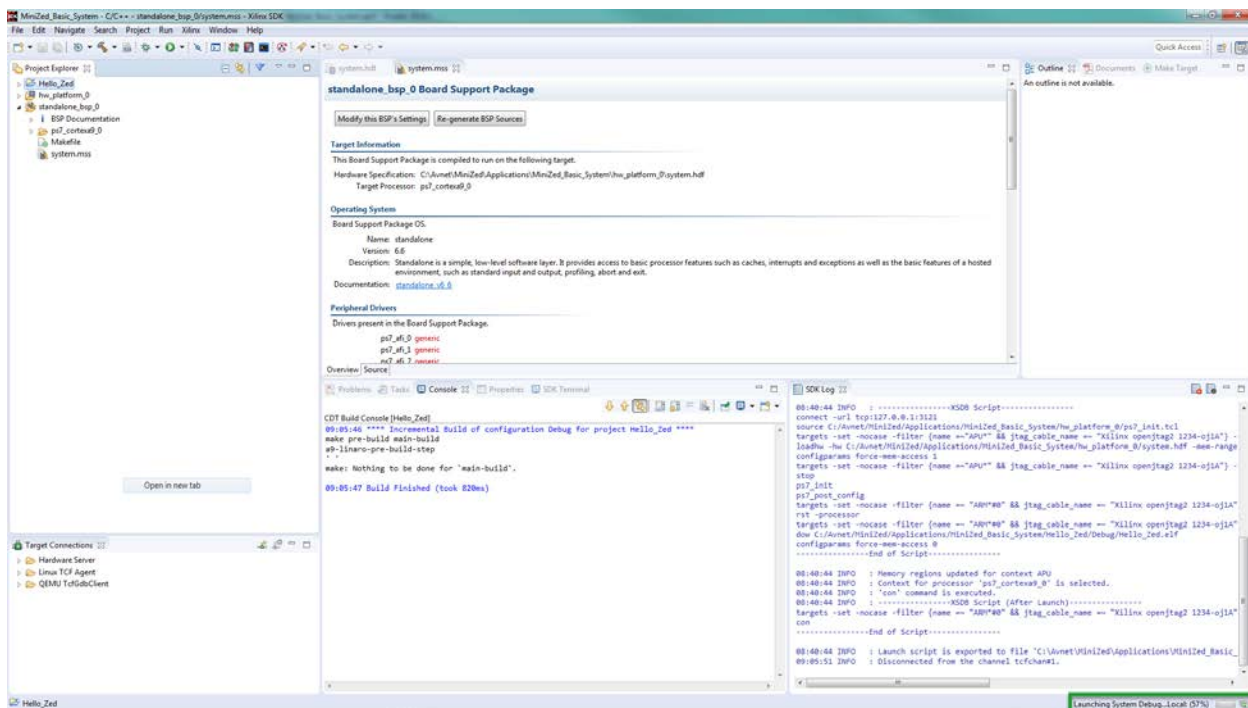 MiniZed_Basic_System - C/C++ - standalone_bsp_0/system.mss - Xilinx SDK
File Edit Navigate Search Project Run Xilinx Window Help
Quick Access
Project Explorer
Hello_Zed
hw_platform_0
standalone_bsp_0
BSP Documentation
ps7_cortexa9_0
Makefile
system.mss
Open in new tab
Target Connections
Hardware Server
Linux TCF Agent
QEMU TcfGdbClient
system.hdf
system.mss
standalone_bsp_0 Board Support Package
Modify this BSP's Settings Re-generate BSP Sources
Target Information
This Board Support Package is compiled to run on the following target.
Hardware Specification: C:\Avnet\MiniZed\Applications\MiniZed_Basic_System\hw_platform_0\system.hdf
Target Processor: ps7_cortexa9_0
Operating System
Board Support Package OS.
Name: standalone
Version: 6.6
Description: Standalone is a simple, low-level software layer. It provides access to basic processor features such as caches, interrupts and exceptions as well as the basic features of a hosted
environment, such as standard input and output, profiling, abort and exit.
Documentation: standalone_v6_6
Peripheral Drivers
Drivers present in the Board Support Package.
ps7_afi_0 generic
ps7_afi_1 generic
ps7_afi_2 generic
Overview Source
Outline Documents Make Target
An outline is not available.
Problems Tasks Console Properties SDK Terminal
CDT Build Console [Hello_Zed]
09:05:46 **** Incremental Build of configuration Debug for project Hello_Zed ****
make pre-build main-build
a9-linaro-pre-build-step
' '
make: Nothing to be done for 'main-build'.
09:05:47 Build Finished (took 820ms)
SDK Log
08:40:44 INFO : ----------------XSDB Script----------------
connect -url tcp:127.0.0.1:3121
source C:/Avnet/MiniZed/Applications/MiniZed_Basic_System/hw_platform_0/ps7_init.tcl
targets -set -nocase -filter {name =~"APU*" && jtag_cable_name =~ "Xilinx openjtag2 1234-oj1A"} -
loadhw -hw C:/Avnet/MiniZed/Applications/MiniZed_Basic_System/hw_platform_0/system.hdf -mem-range
configparams force-mem-access 1
targets -set -nocase -filter {name =~"APU*" && jtag_cable_name =~ "Xilinx openjtag2 1234-oj1A"} -
stop
ps7_init
ps7_post_config
targets -set -nocase -filter {name =~ "ARM*#0" && jtag_cable_name =~ "Xilinx openjtag2 1234-oj1A"
rst -processor
targets -set -nocase -filter {name =~ "ARM*#0" && jtag_cable_name =~ "Xilinx openjtag2 1234-oj1A"
dow C:/Avnet/MiniZed/Applications/MiniZed_Basic_System/Hello_Zed/Debug/Hello_Zed.elf
configparams force-mem-access 0
----------------End of Script----------------
08:40:44 INFO : Memory regions updated for context APU
08:40:44 INFO : Context for processor 'ps7_cortexa9_0' is selected.
08:40:44 INFO : 'con' command is executed.
08:40:44 INFO : ----------------XSDB Script (After Launch)----------------
targets -set -nocase -filter {name =~ "ARM*#0" && jtag_cable_name =~ "Xilinx openjtag2 1234-oj1A"
con
----------------End of Script----------------
08:40:44 INFO : Launch script is exported to file 'C:\Avnet\MiniZed\Applications\MiniZed_Basic_
09:05:51 INFO : Disconnected from the channel tcfchan#1.
Hello_Zed
Launching System Debug...Local: (57%)